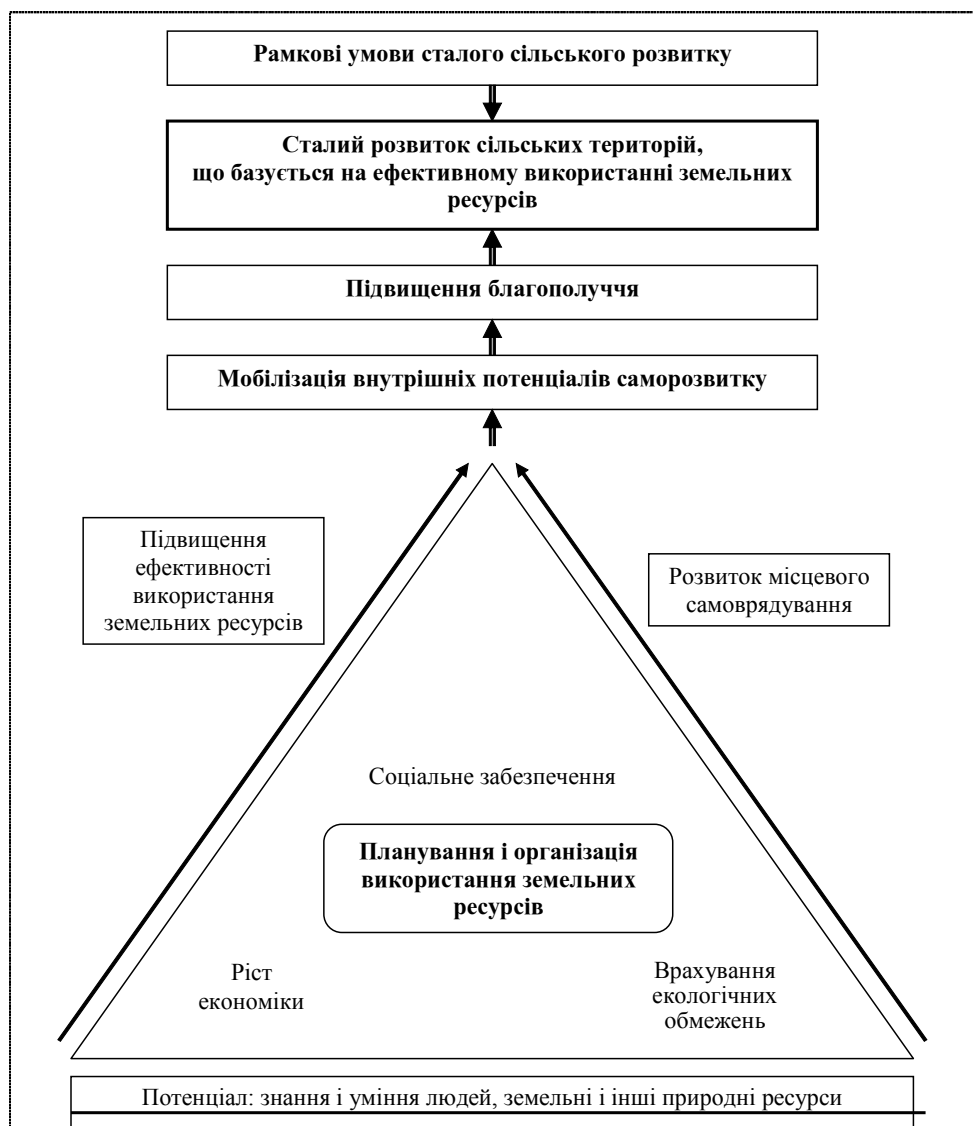 Рамкові умови сталого сільського розвитку
Сталий розвиток сільських територій,
що базується на ефективному використанні земельних
ресурсів
Підвищення благополуччя
Мобілізація внутрішніх потенціалів саморозвитку
Підвищення
ефективності
використання
земельних ресурсів
Розвиток місцевого
самоврядування
Соціальне забезпечення
Планування і організація
використання земельних
ресурсів
Ріст
економіки
Врахування
екологічних
обмежень
Потенціал: знання і уміння людей, земельні і інші природні ресурси